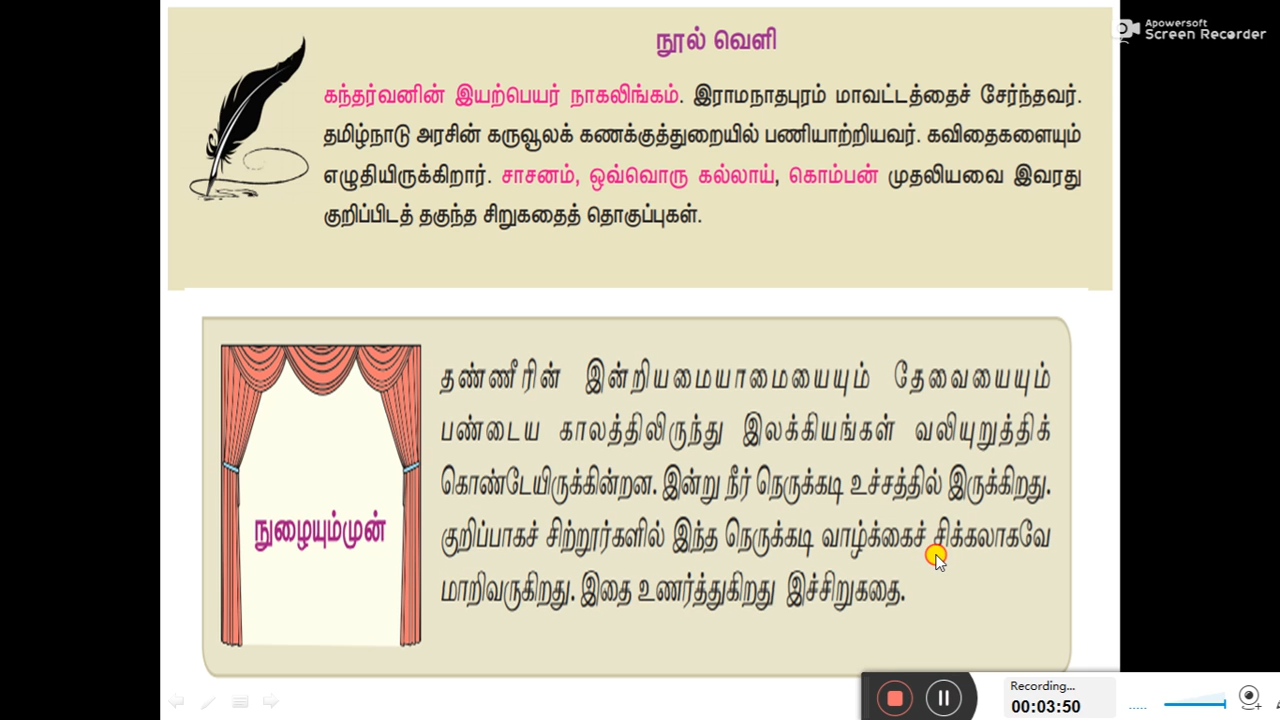 நூல் வெளி
Apowersoft
Screen Recorder
கந்தர்வனின் இயற்பெயர் நாகலிங்கம். இராமநாதபுரம் மாவட்டத்தைச் சேர்ந்தவர்.
தமிழ்நாடு அரசின் கருவூலக் கணக்குத்துறையில் பணியாற்றியவர். கவிதைகளையும்
எழுதியிருக்கிறார். சாசனம், ஒவ்வொரு கல்லாய், கொம்பன் முதலியவை இவரது
குறிப்பிடத் தகுந்த சிறுகதைத் தொகுப்புகள்.
நுழையும்முன்
தண்ணீரின் இன்றியமையாமையையும் தேவையையும்
பண்டைய காலத்திலிருந்து இலக்கியங்கள் வலியுறுத்திக்
கொண்டேயிருக்கின்றன. இன்று நீர் நெருக்கடி உச்சத்தில் இருக்கிறது.
குறிப்பாகச் சிற்றூர்களில் இந்த நெருக்கடி வாழ்க்கைச் சிக்கலாகவே
மாறிவருகிறது. இதை உணர்த்துகிறது இச்சிறுகதை.
Recording...
00:03:50